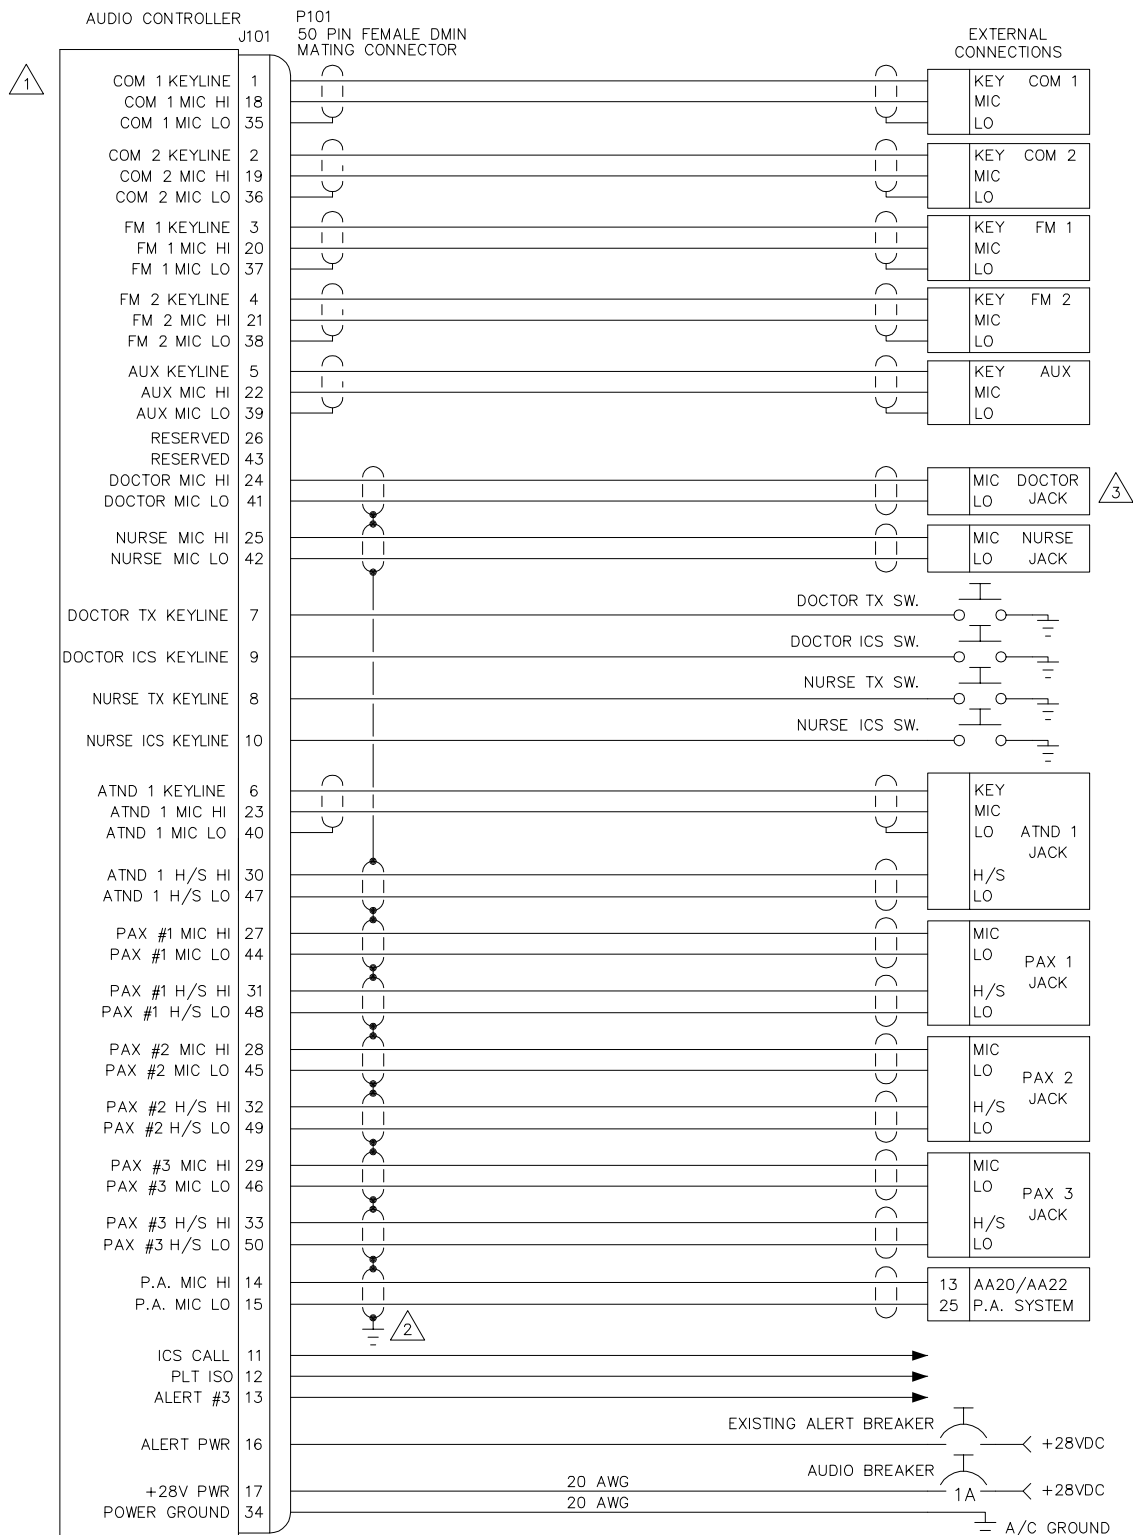 AUDIO CONTROLLER
J101
P101
50 PIN FEMALE DMIN
MATING CONNECTOR
EXTERNAL
CONNECTIONS
1
COM 1 KEYLINE 1 KEY COM 1
COM 1 MIC HI 18 MIC
COM 1 MIC LO 35 LO
COM 2 KEYLINE 2 KEY COM 2
COM 2 MIC HI 19 MIC
COM 2 MIC LO 36 LO
FM 1 KEYLINE 3 KEY FM 1
FM 1 MIC HI 20 MIC
FM 1 MIC LO 37 LO
FM 2 KEYLINE 4 KEY FM 2
FM 2 MIC HI 21 MIC
FM 2 MIC LO 38 LO
AUX KEYLINE 5 KEY AUX
AUX MIC HI 22 MIC
AUX MIC LO 39 LO
RESERVED 26
RESERVED 43
DOCTOR MIC HI 24 MIC DOCTOR
DOCTOR MIC LO 41 LO JACK
3
NURSE MIC HI 25 MIC NURSE
NURSE MIC LO 42 LO JACK
DOCTOR TX SW.
DOCTOR TX KEYLINE 7
DOCTOR ICS SW.
DOCTOR ICS KEYLINE 9
NURSE TX SW.
NURSE TX KEYLINE 8
NURSE ICS SW.
NURSE ICS KEYLINE 10
ATND 1 KEYLINE 6 KEY
ATND 1 MIC HI 23 MIC
ATND 1 MIC LO 40 LO ATND 1
JACK
ATND 1 H/S HI 30 H/S
ATND 1 H/S LO 47 LO
PAX #1 MIC HI 27 MIC
PAX #1 MIC LO 44 LO
PAX 1
JACK
PAX #1 H/S HI 31 H/S
PAX #1 H/S LO 48 LO
PAX #2 MIC HI 28 MIC
PAX #2 MIC LO 45 LO
PAX 2
JACK
PAX #2 H/S HI 32 H/S
PAX #2 H/S LO 49 LO
PAX #3 MIC HI 29 MIC
PAX #3 MIC LO 46 LO
PAX 3
JACK
PAX #3 H/S HI 33 H/S
PAX #3 H/S LO 50 LO
P.A. MIC HI 14 13 AA20/AA22
P.A. MIC LO 15 25 P.A. SYSTEM
2
ICS CALL 11
PLT ISO 12
ALERT #3 13
EXISTING ALERT BREAKER
ALERT PWR 16 +28VDC
AUDIO BREAKER
20 AWG
+28V PWR 17 1A +28VDC
20 AWG
POWER GROUND 34
A/C GROUND